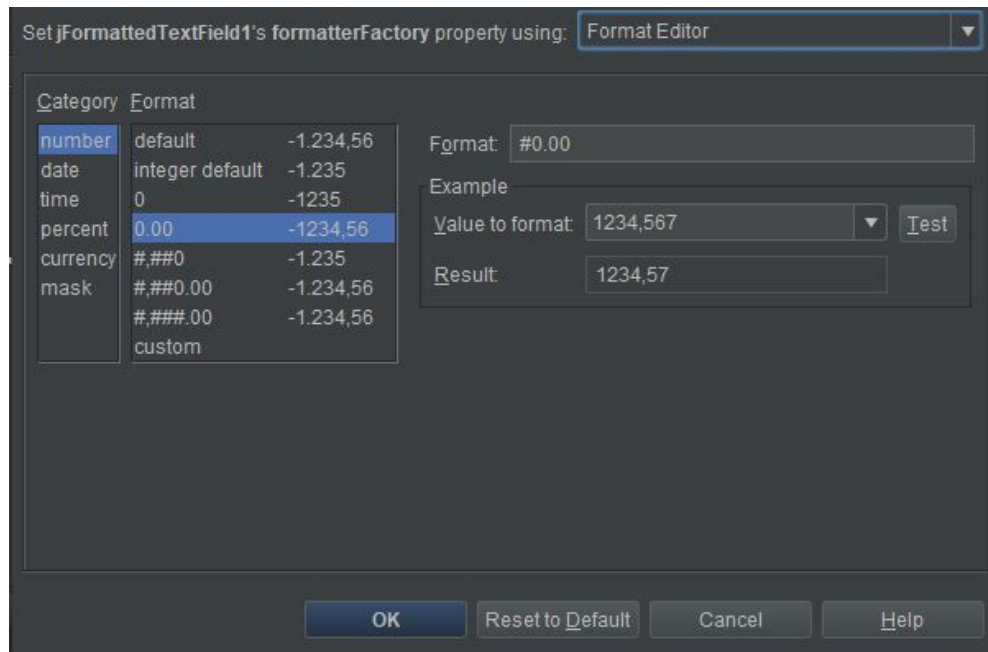 Set jFormattedTextField1's formatterFactory property using: Format Editor
Category Format
number default -1.234,56
date integer default -1.235
time 0 -1235
percent 0.00 -1234,56
currency #,##0 -1.235
mask #,##0.00 -1.234,56
#,###.00 -1.234,56
custom
Format: #0.00
Example
Value to format: 1234,567 Test
Result: 1234,57
OK Reset to Default Cancel Help